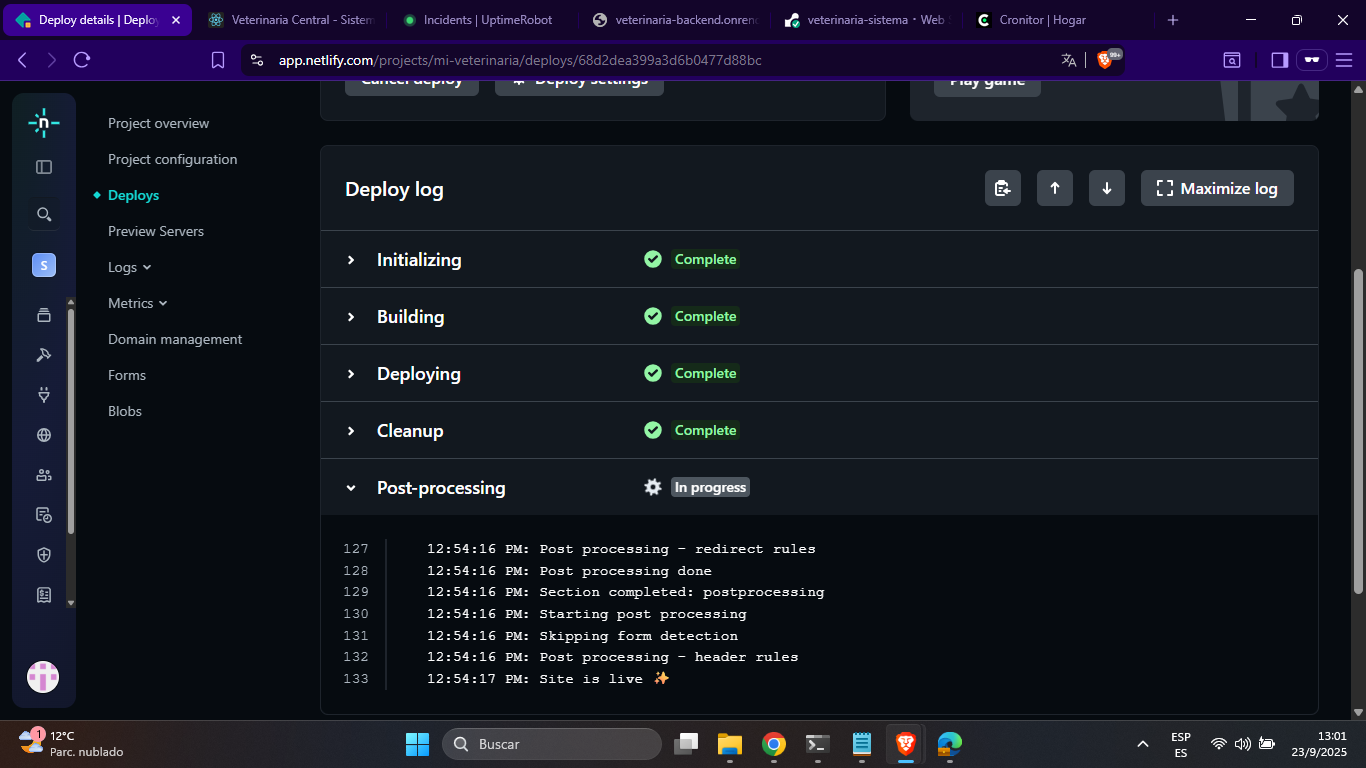 Deploy details | Deploy
Veterinaria Central - Sistem
Incidents | UptimeRobot
veterinaria-backend.onrend
veterinaria-sistema · Web S
Cronitor | Hogar
app.netlify.com/projects/mi-veterinaria/deploys/68d2dea399a3d6b0477d88bc
99+
Cancel deploy
Deploy settings
Play game
Project overview
Project configuration
Deploys
Preview Servers
Logs
Metrics
Domain management
Forms
Blobs
S
Deploy log
Maximize log
Initializing Complete
Building Complete
Deploying Complete
Cleanup Complete
Post-processing In progress
127 12:54:16 PM: Post processing - redirect rules
128 12:54:16 PM: Post processing done
129 12:54:16 PM: Section completed: postprocessing
130 12:54:16 PM: Starting post processing
131 12:54:16 PM: Skipping form detection
132 12:54:16 PM: Post processing - header rules
133 12:54:17 PM: Site is live ✨
1
12°C
Parc. nublado
Buscar
ESP
ES
13:01
23/9/2025